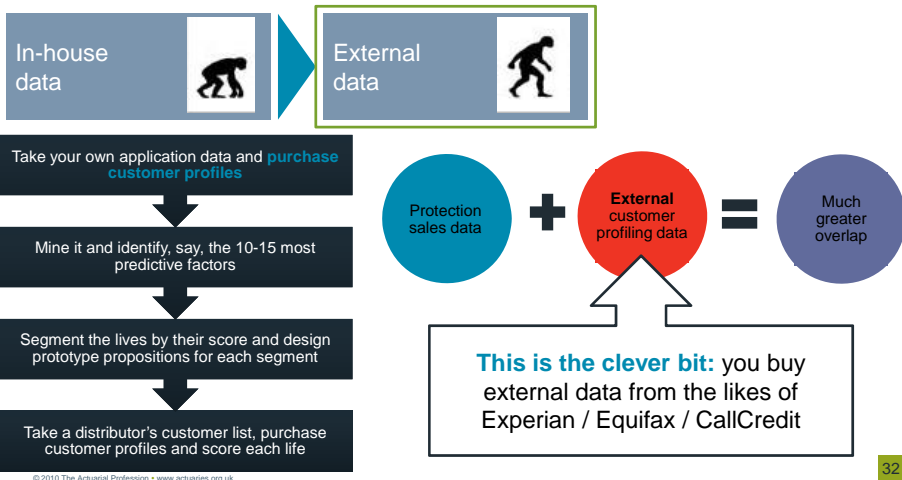 In-house
data
External
data
Take your own application data and purchase
customer profiles
Mine it and identify, say, the 10-15 most
predictive factors
Segment the lives by their score and design
prototype propositions for each segment
Take a distributor's customer list, purchase
customer profiles and score each life
Protection
sales data
External
customer
profiling data
Much
greater
overlap
This is the clever bit: you buy
external data from the likes of
Experian / Equifax / CallCredit
© 2010 The Actuarial Profession • www.actuaries.org.uk
32